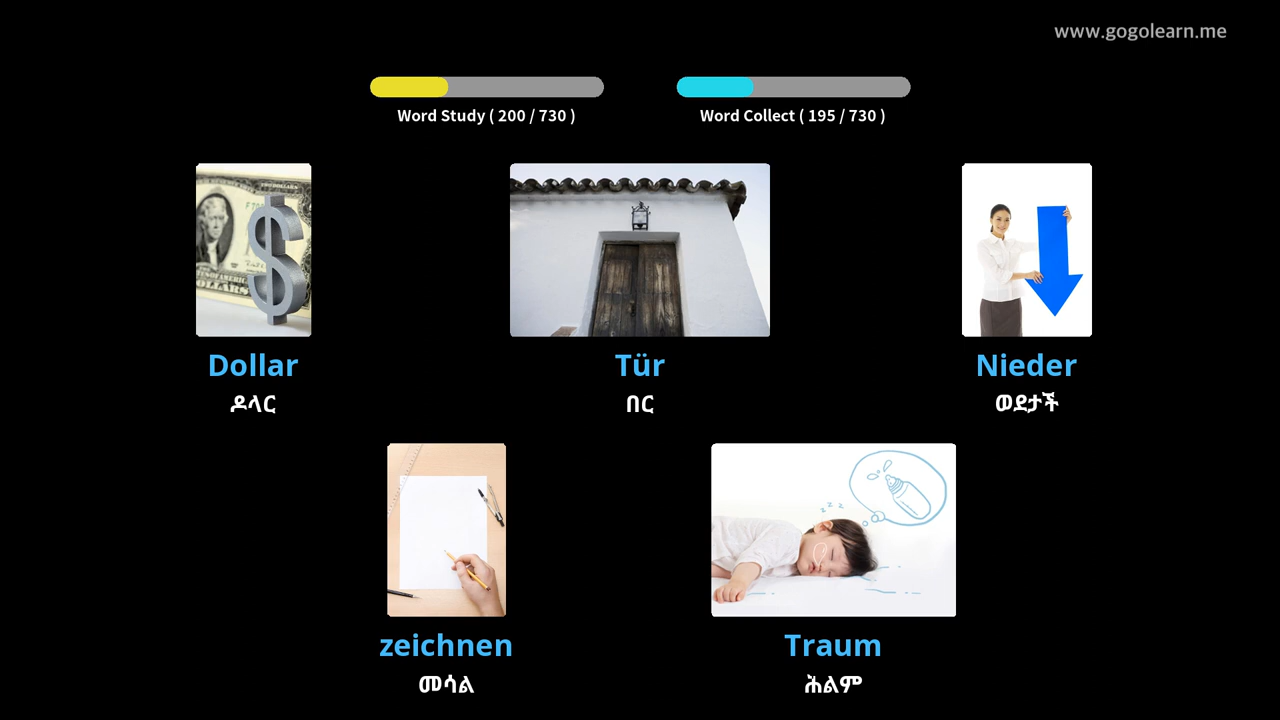 www.gogolearn.me
Word Study ( 200 / 730 )
Word Collect ( 195 / 730 )
Dollar
ዶላር
Tür
በር
Nieder
ወደታች
zeichnen
መሳል
Traum
ሕልም